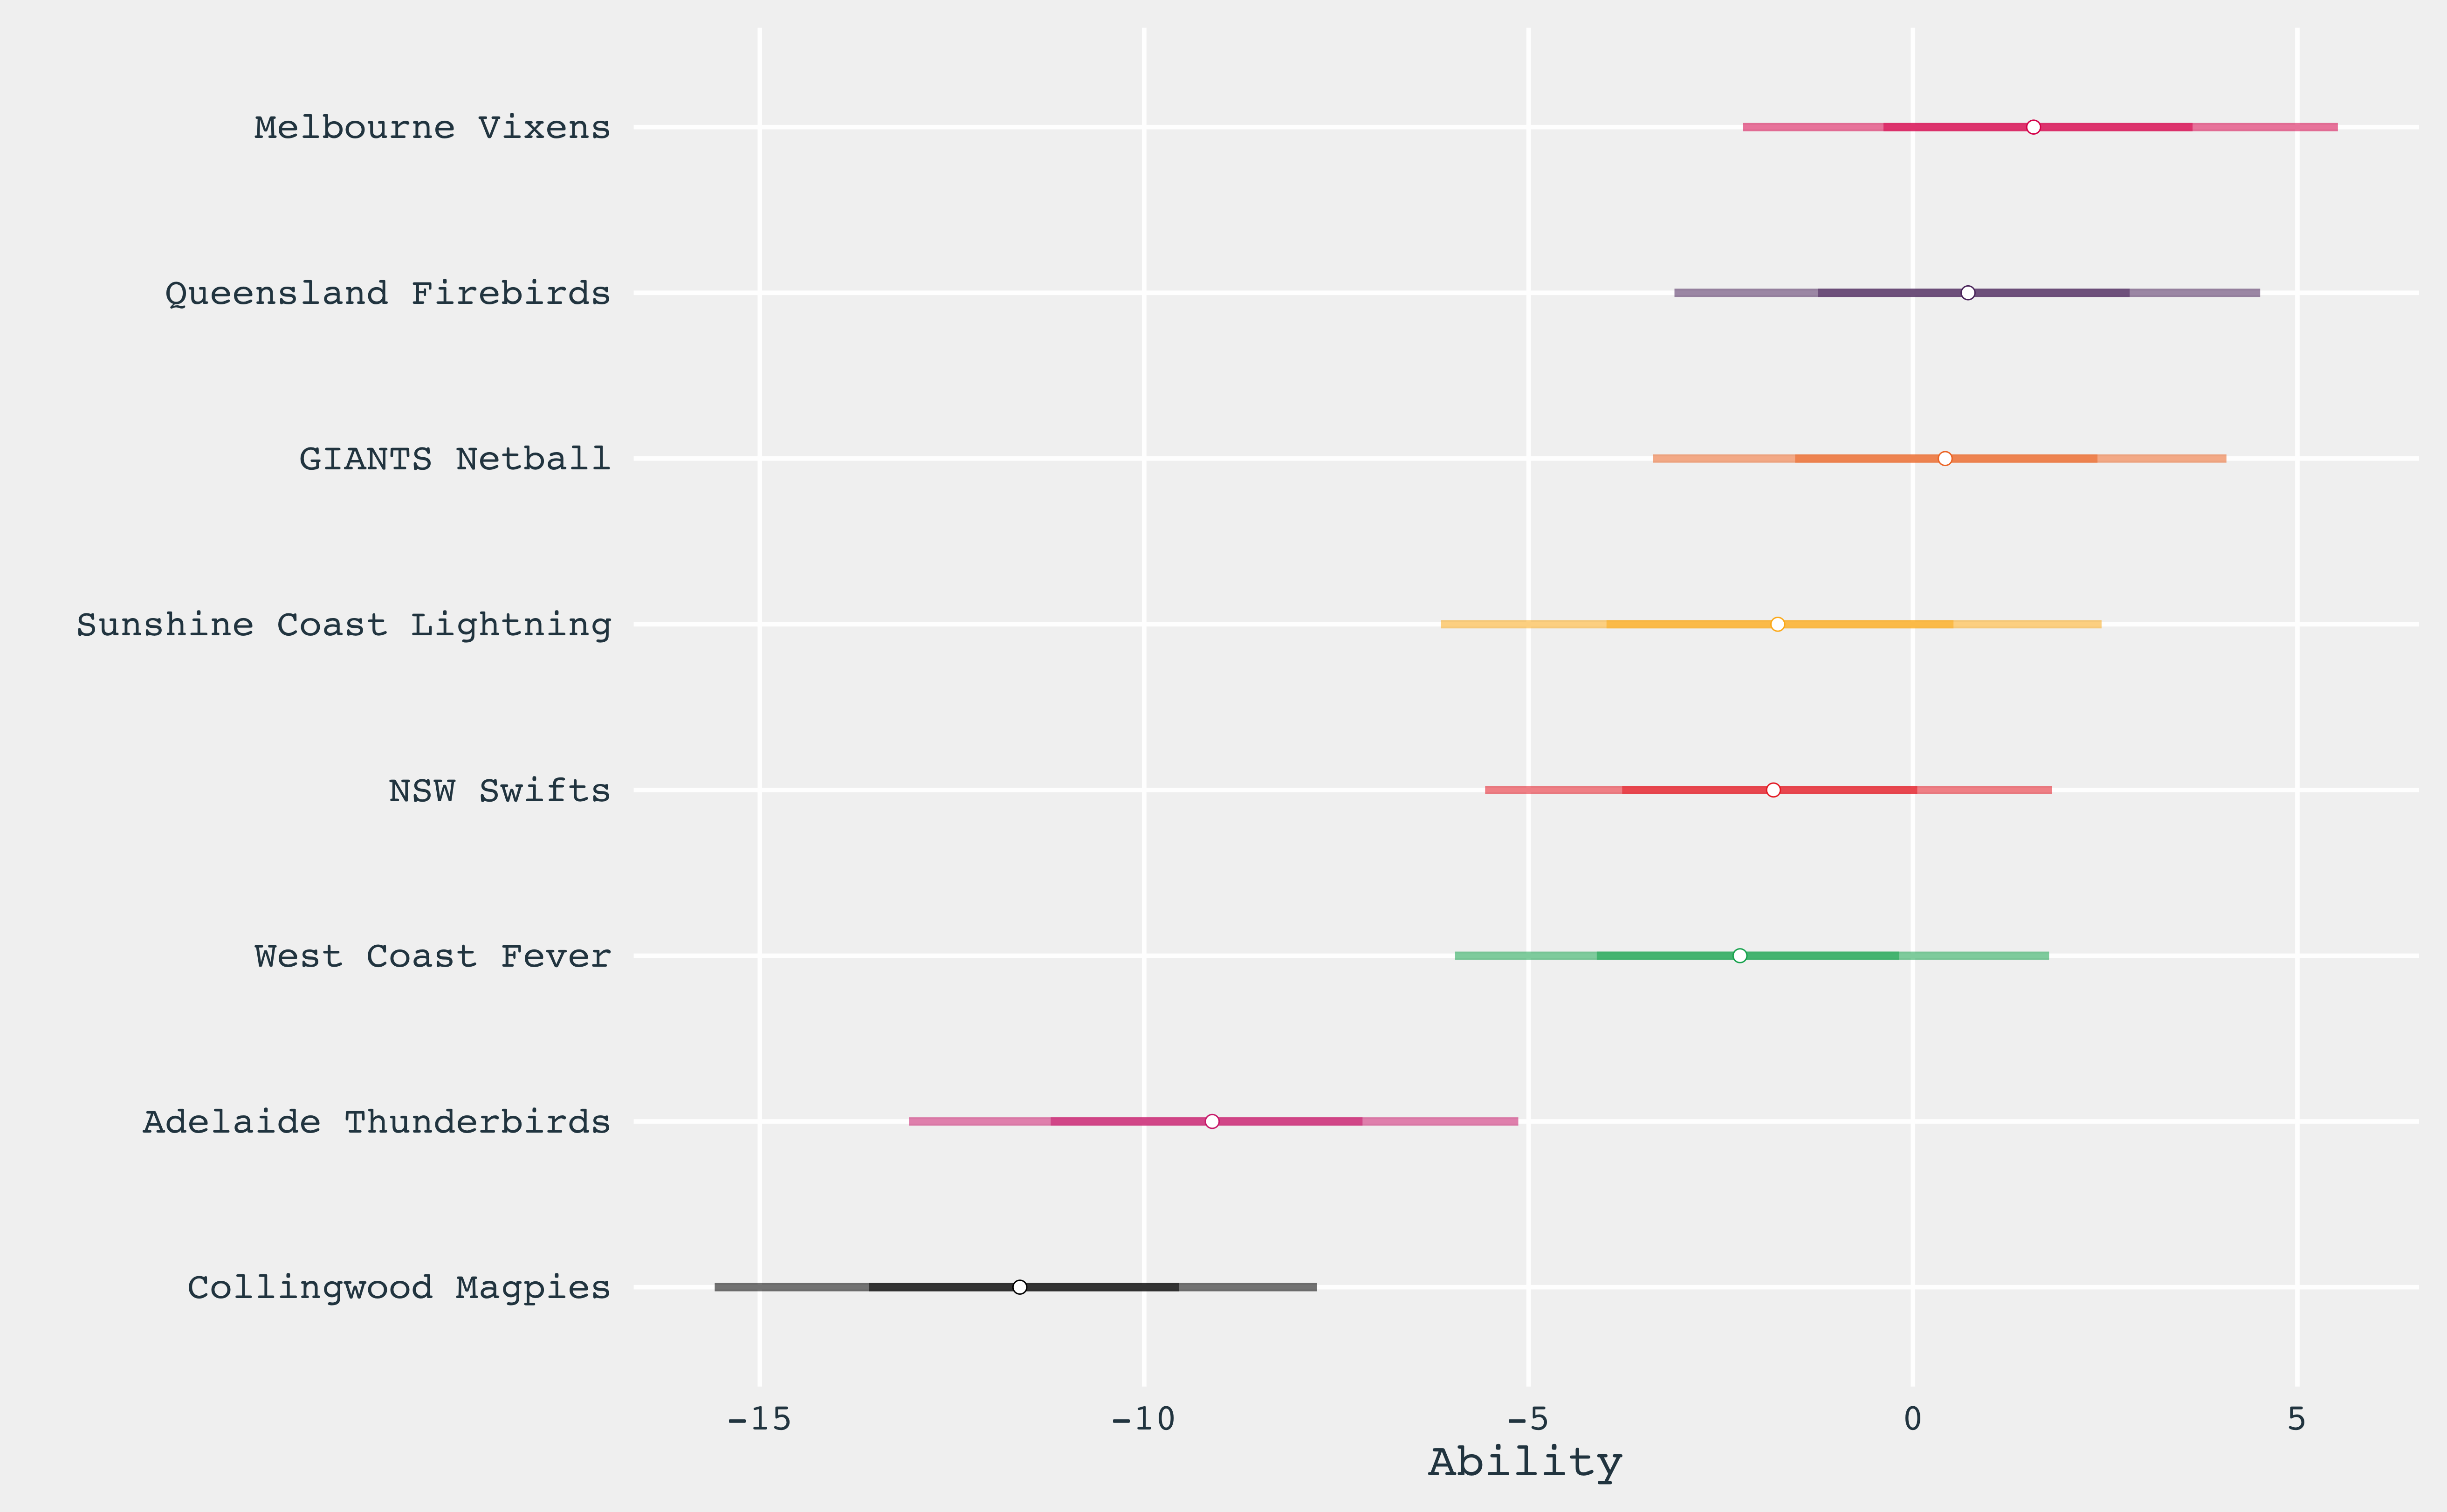 Melbourne Vixens
Queensland Firebirds
GIANTS Netball
Sunshine Coast Lightning
NSW Swifts
West Coast Fever
Adelaide Thunderbirds
Collingwood Magpies
-15 -10 -5 0 5
Ability